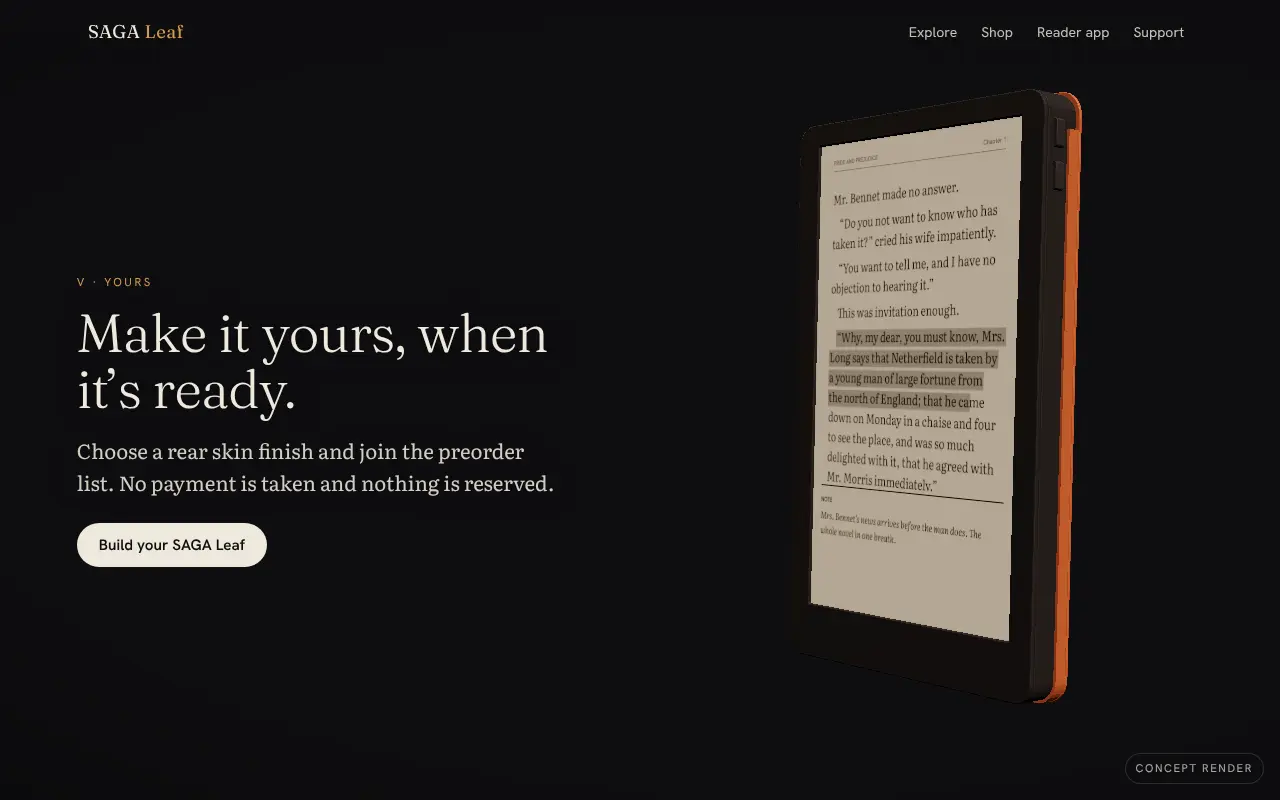 SAGA Leaf
Explore Shop Reader app Support
V · YOURS
Make it yours, when
it’s ready.
Choose a rear skin finish and join the preorder
list. No payment is taken and nothing is reserved.
Build your SAGA Leaf
PRIDE AND PREJUDICE
Chapter 1
Mr. Bennet made no answer.
“Do you not want to know who has
taken it?” cried his wife impatiently.
“You want to tell me, and I have no
objection to hearing it.”
This was invitation enough.
“Why, my dear, you must know, Mrs.
Long says that Netherfield is taken by
a young man of large fortune from
the north of England; that he came
down on Monday in a chaise and four
to see the place, and was so much
delighted with it, that he agreed with
Mr. Morris immediately.”
NOTE
Mrs. Bennet’s news arrives before the man does. The
whole novel in one breath.
CONCEPT RENDER